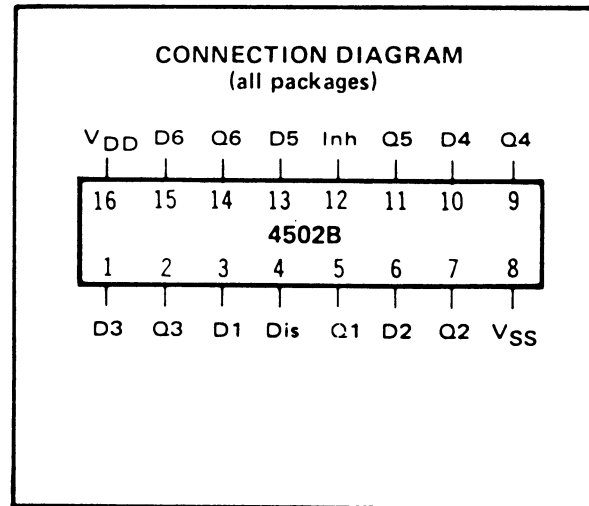 CONNECTION DIAGRAM
(all packages)
VDD D6 Q6 D5 Inh Q5 D4 Q4
16 15 14 13 12 11 10 9
4502B
1 2 3 4 5 6 7 8
D3 Q3 D1 Dis Q1 D2 Q2 VSS